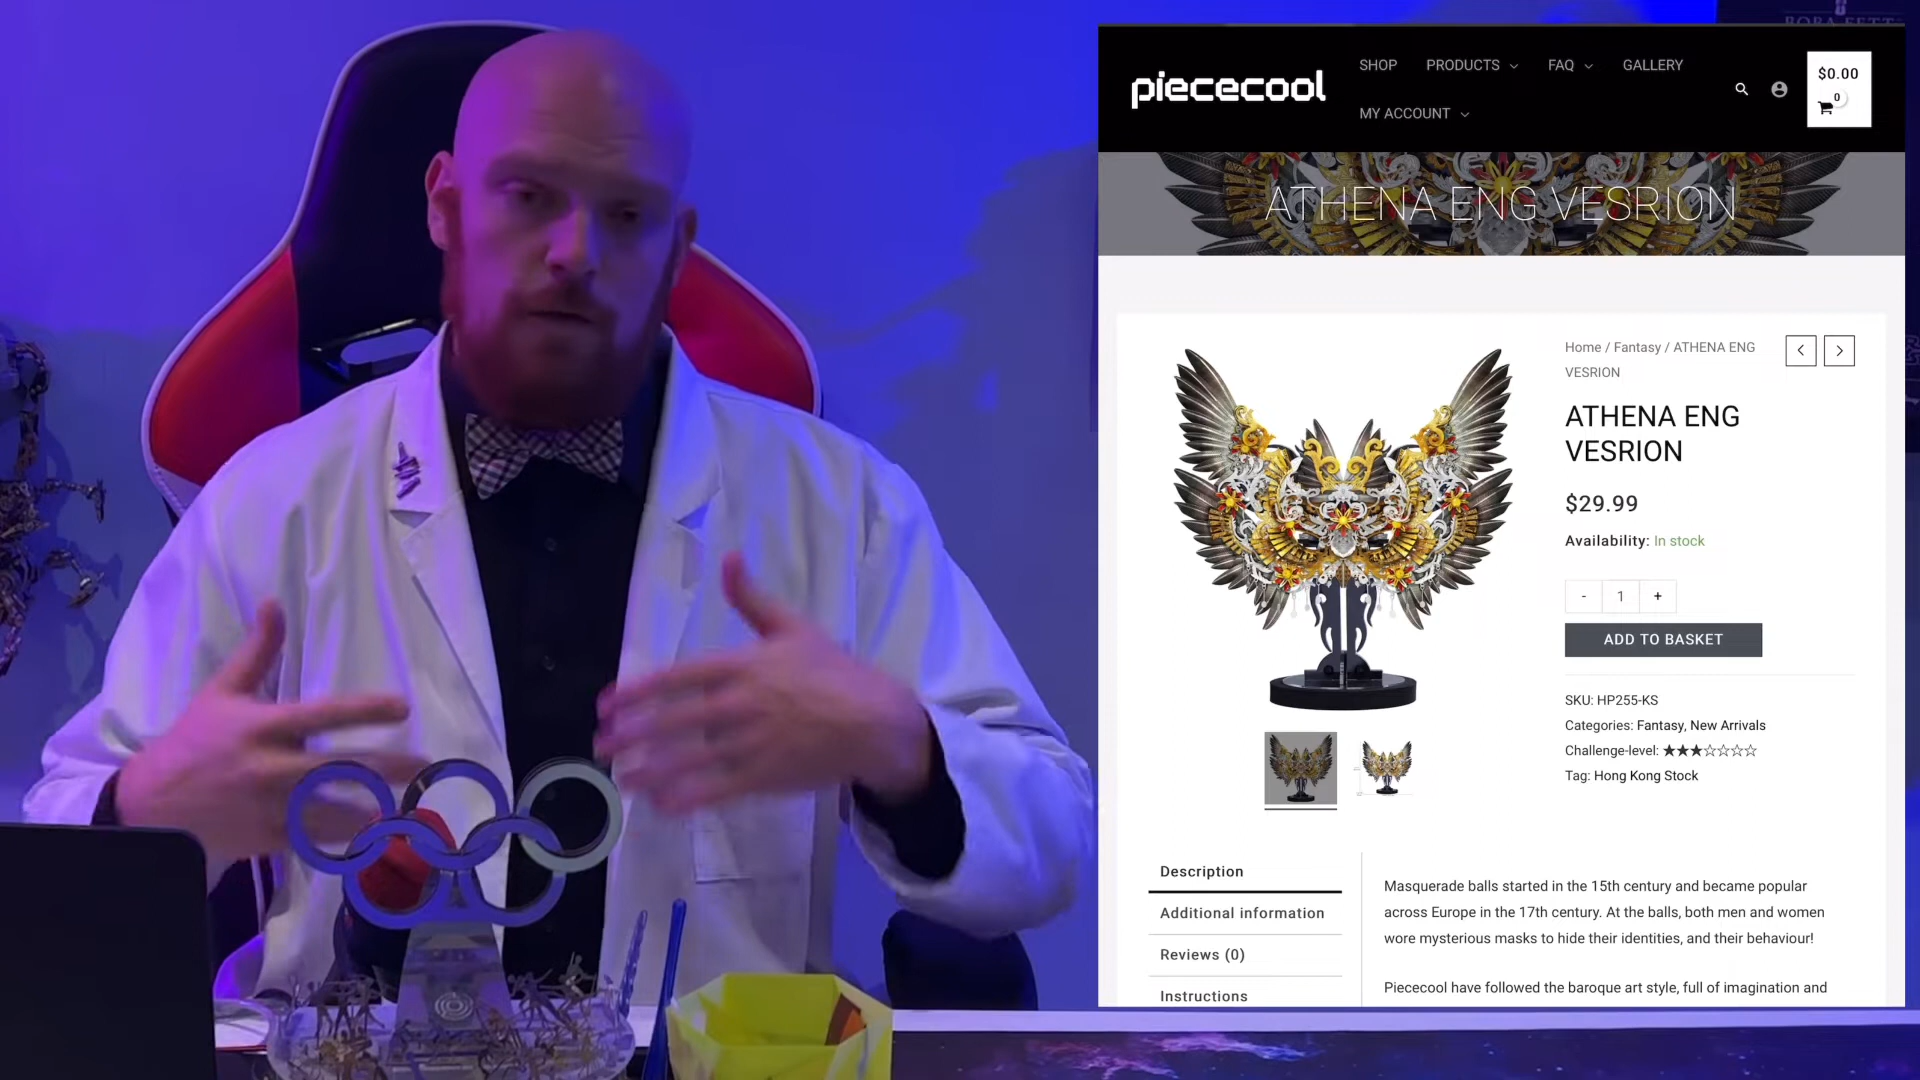 BOBA FETT
piececool
SHOP PRODUCTS FAQ GALLERY
MY ACCOUNT
$0.00
0
ATHENA ENG VESRION
Home / Fantasy / ATHENA ENG
VESRION
ATHENA ENG
VESRION
$29.99
Availability: In stock
- 1 +
ADD TO BASKET
SKU: HP255-KS
Categories: Fantasy, New Arrivals
Challenge-level: ★★★☆☆☆☆
Tag: Hong Kong Stock
Description
Additional information
Reviews (0)
Instructions
Masquerade balls started in the 15th century and became popular
across Europe in the 17th century. At the balls, both men and women
wore mysterious masks to hide their identities, and their behaviour!
Piececool have followed the baroque art style, full of imagination and